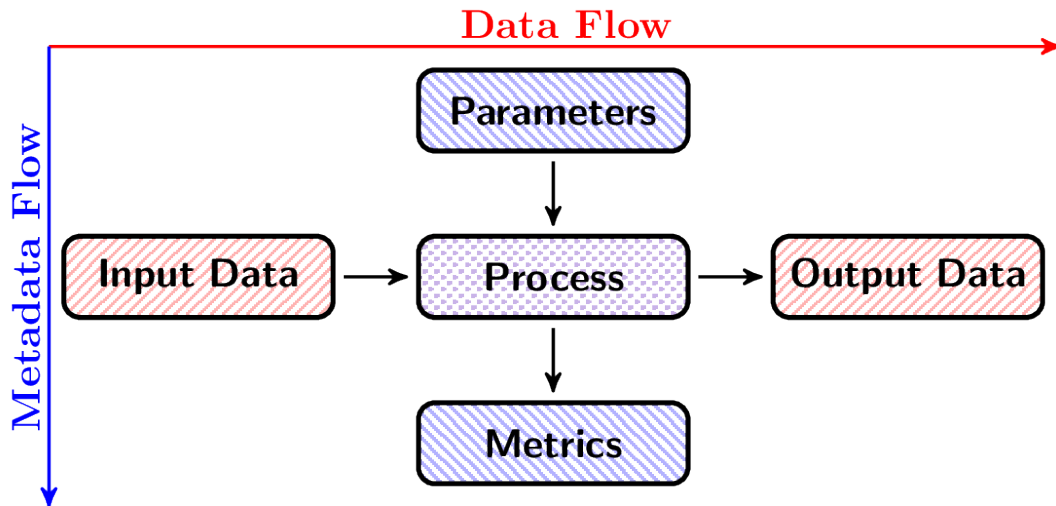 Data Flow
Metadata Flow
Parameters
Input Data
Process
Output Data
Metrics